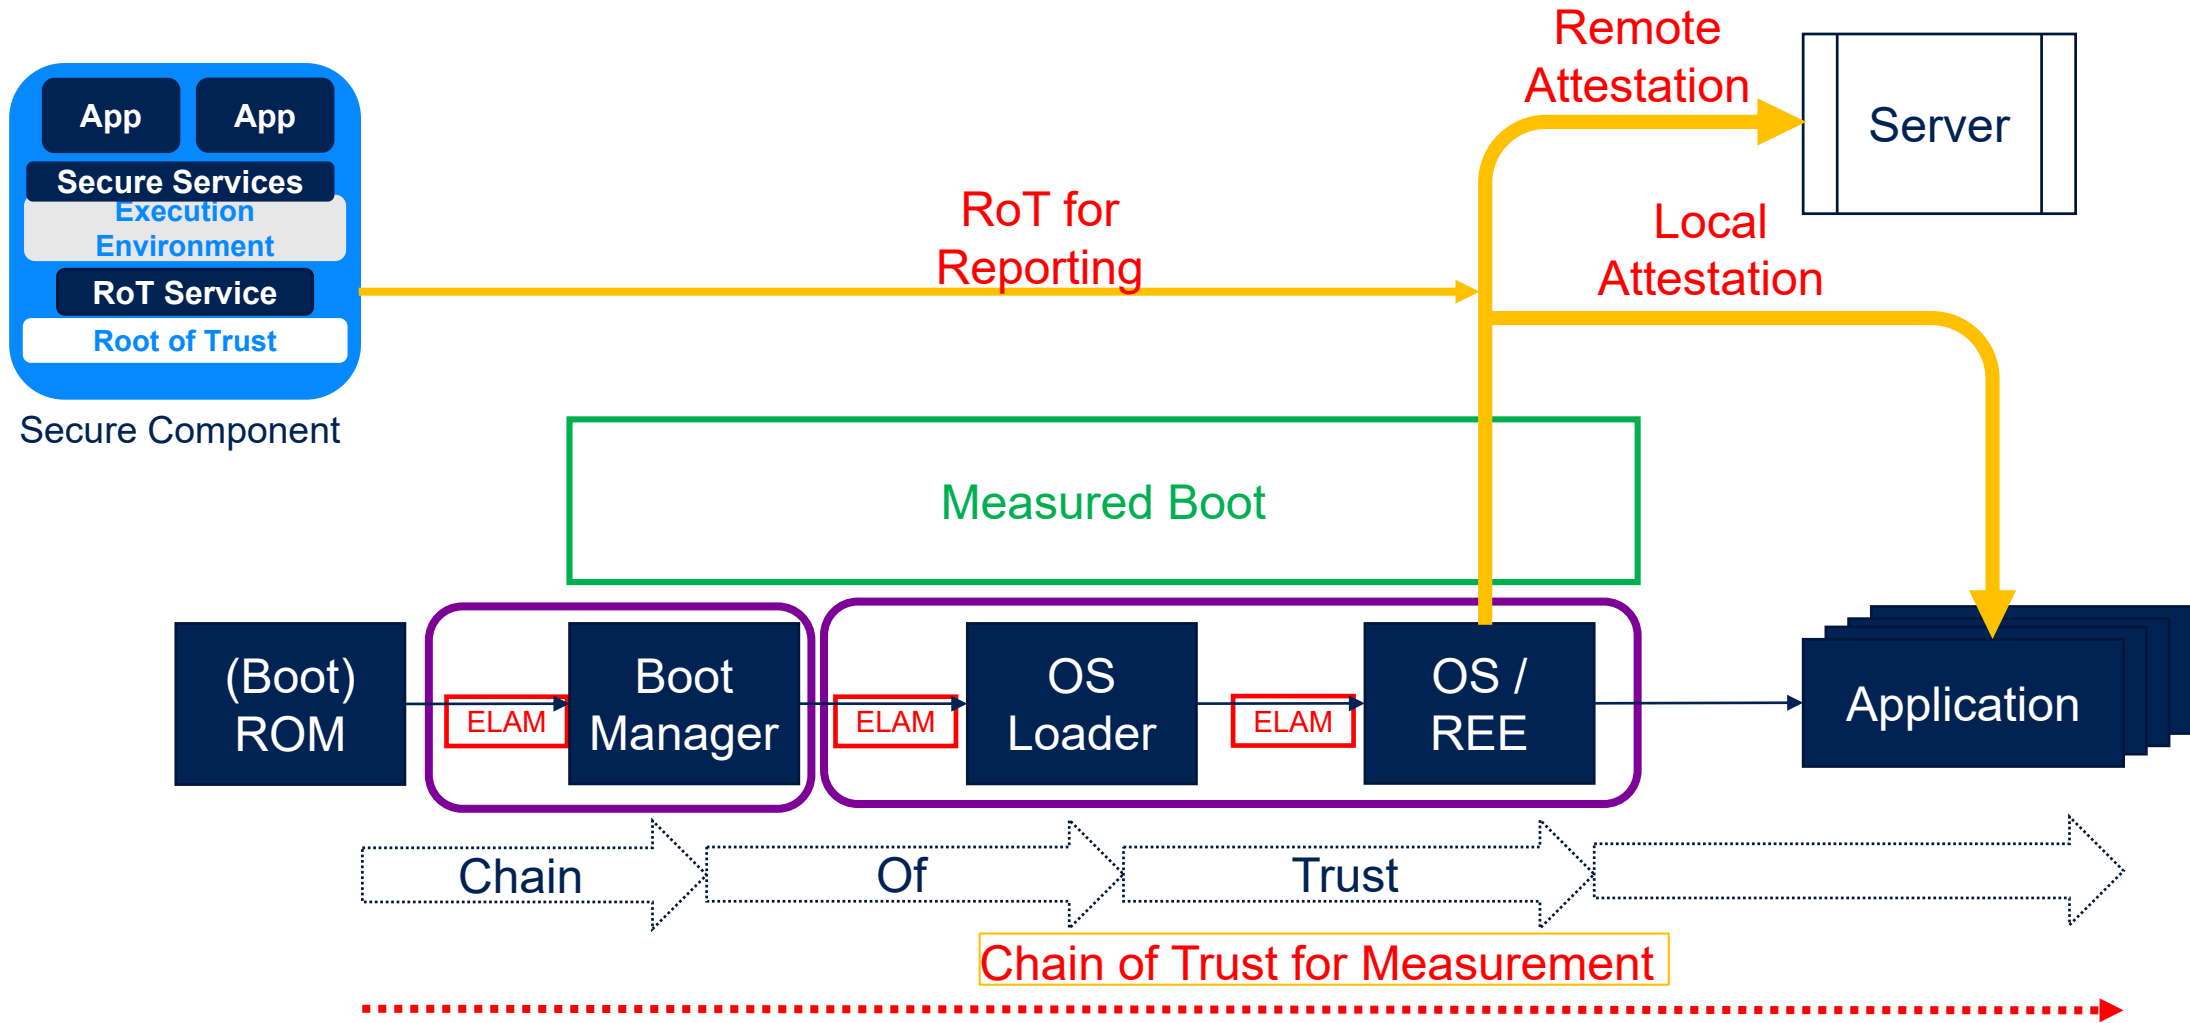 Remote
Attestation
Server
App
App
Secure Services
Execution
Environment
RoT Service
Root of Trust
Secure Component
RoT for
Reporting
Local
Attestation
Measured Boot
(Boot)
ROM
ELAM
Boot
Manager
ELAM
OS
Loader
ELAM
OS /
REE
Application
Chain
Of
Trust
Chain of Trust for Measurement